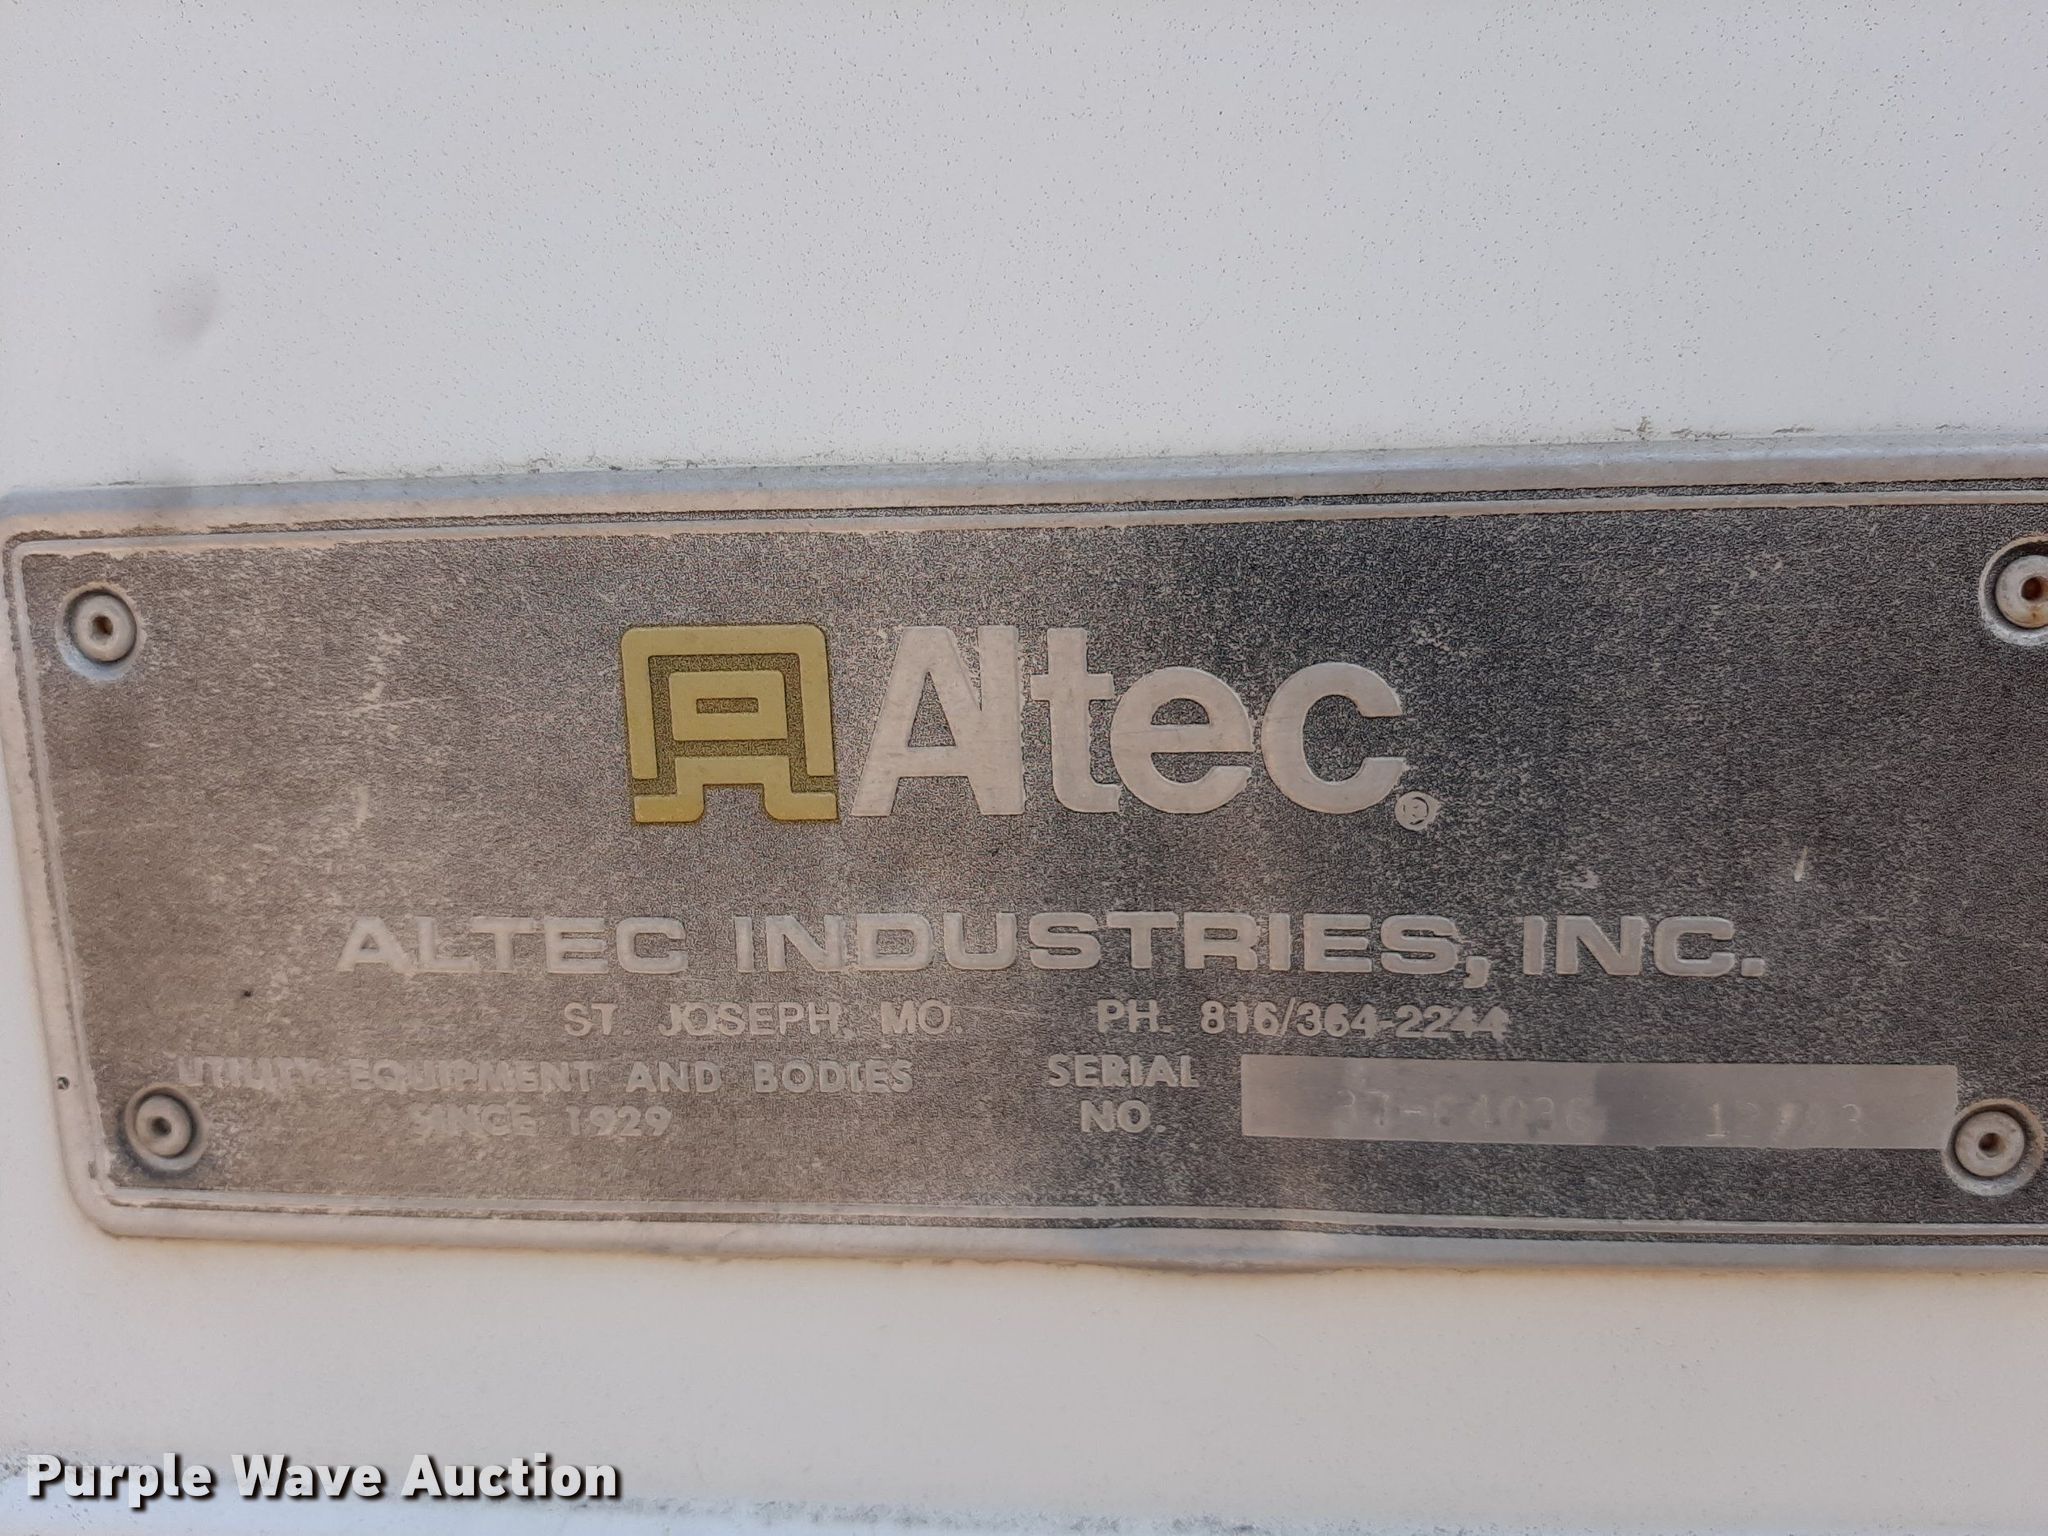 Altec®
ALTEC INDUSTRIES, INC.
ST JOSEPH, MO. PH. 816/364-2244
UTILITY EQUIPMENT AND BODIES
SINCE 1929
SERIAL
NO.
Purple Wave Auction